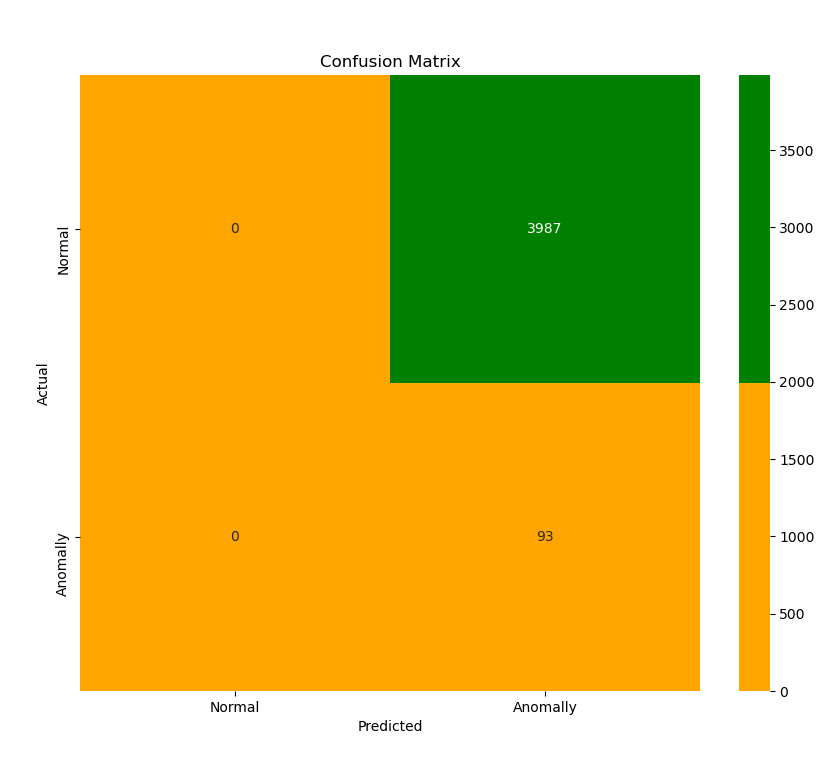 Confusion Matrix
Normal
Anomally
Actual
0
3987
0
93
Normal
Anomally
Predicted
3500
3000
2500
2000
1500
1000
500
0